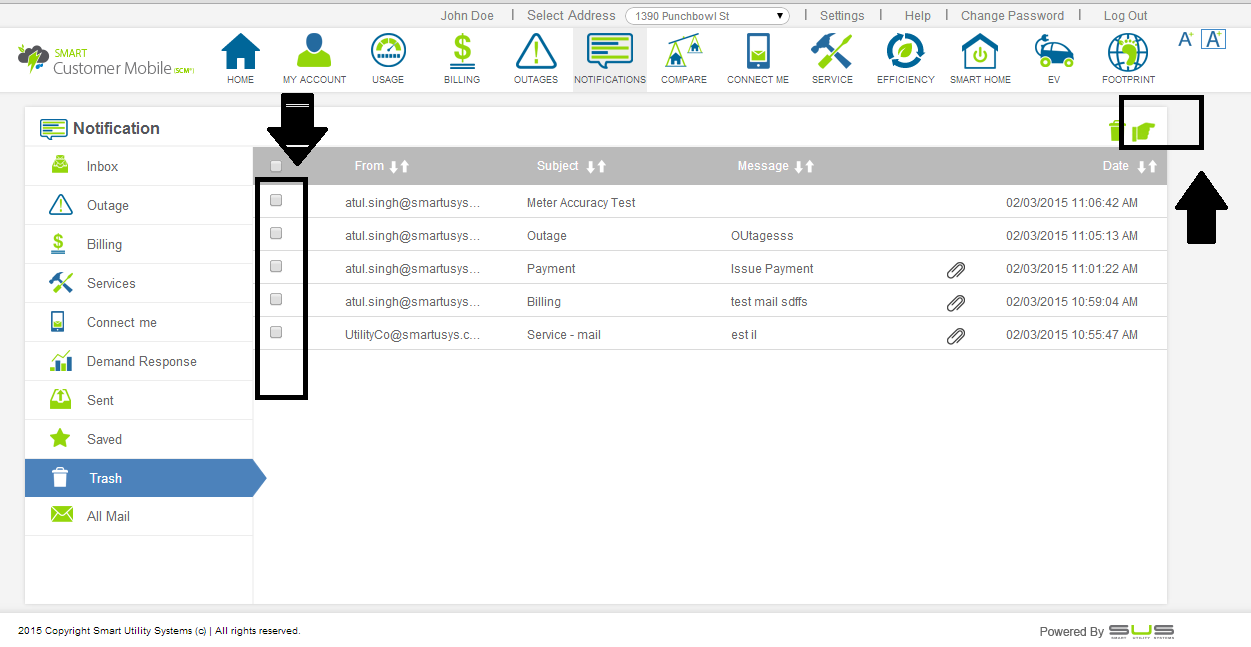 John Doe | Select Address 1390 Punchbowl St | Settings | Help | Change Password | Log Out
SMART
Customer Mobile (SCM®)
HOME MY ACCOUNT USAGE BILLING OUTAGES NOTIFICATIONS COMPARE CONNECT ME SERVICE EFFICIENCY SMART HOME EV FOOTPRINT
A+ A+
Notification
Inbox
Outage
Billing
Services
Connect me
Demand Response
Sent
Saved
Trash
All Mail
From Subject Message Date
atul.singh@smartusys... Meter Accuracy Test 02/03/2015 11:06:42 AM
atul.singh@smartusys... Outage OUtagesss 02/03/2015 11:05:13 AM
atul.singh@smartusys... Payment Issue Payment 02/03/2015 11:01:22 AM
atul.singh@smartusys... Billing test mail sdffs 02/03/2015 10:59:04 AM
UtilityCo@smartusys.c... Service - mail est il 02/03/2015 10:55:47 AM
2015 Copyright Smart Utility Systems (c) | All rights reserved.
Powered By SUS
SMART UTILITY SYSTEMS